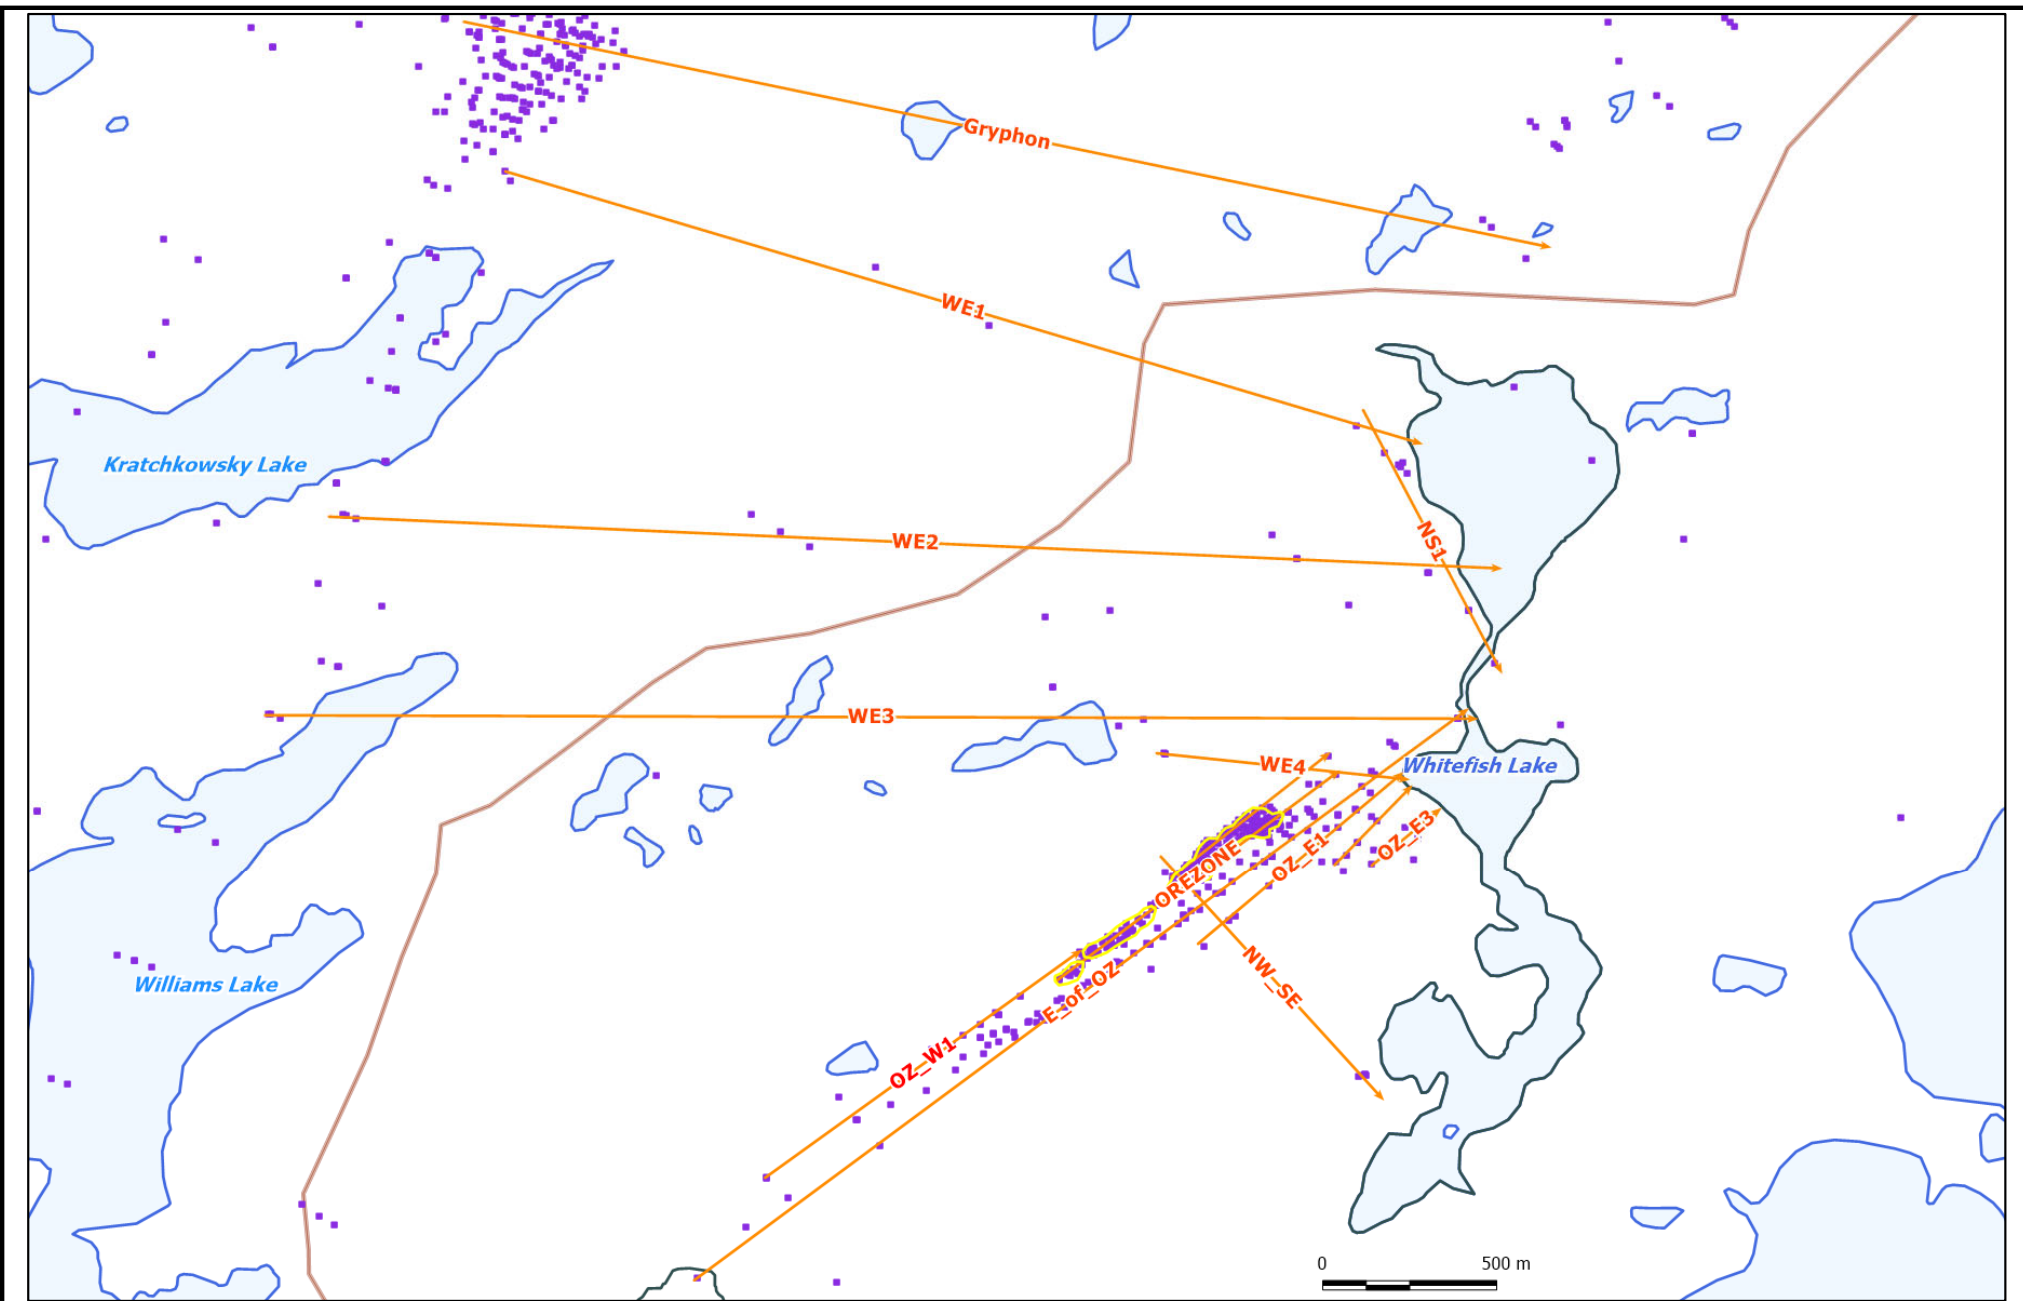 Gryphon
WE1
Kratchkowsky Lake
NS1
WE2
WE3
WE4
Whitefish Lake
OZ_E3
OZ_E1
OREZONE
NW_SE
E_of_OZ
Williams Lake
OZ_W1
0 500 m